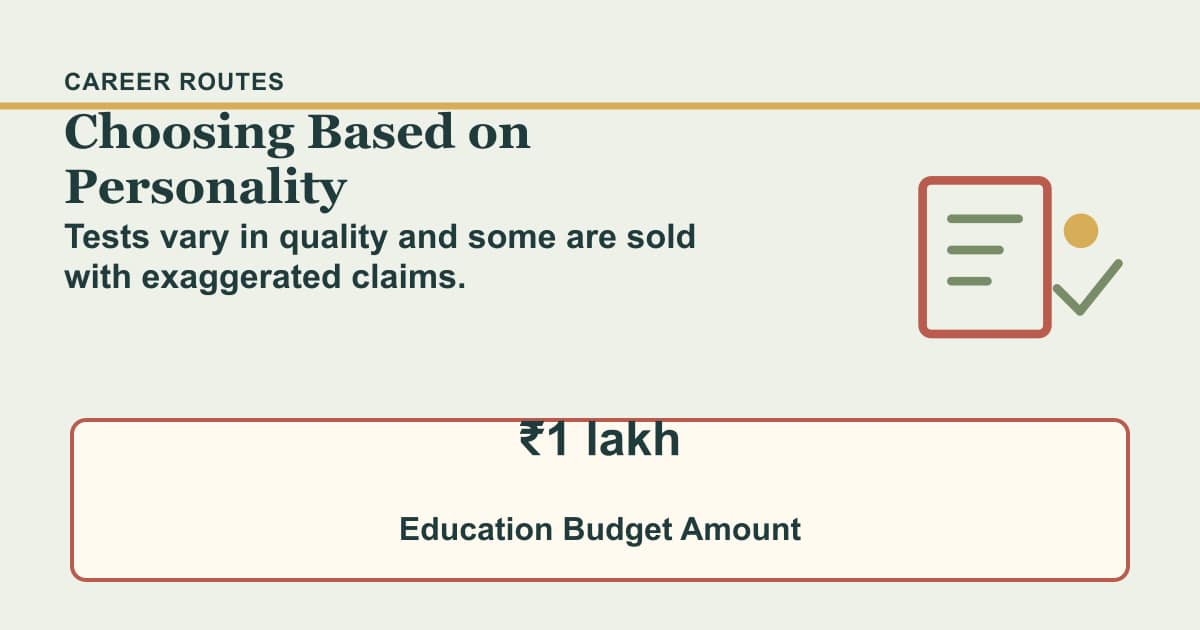 CAREER ROUTES
Choosing Based on
Personality
Tests vary in quality and some are sold
with exaggerated claims.
₹1 lakh
Education Budget Amount